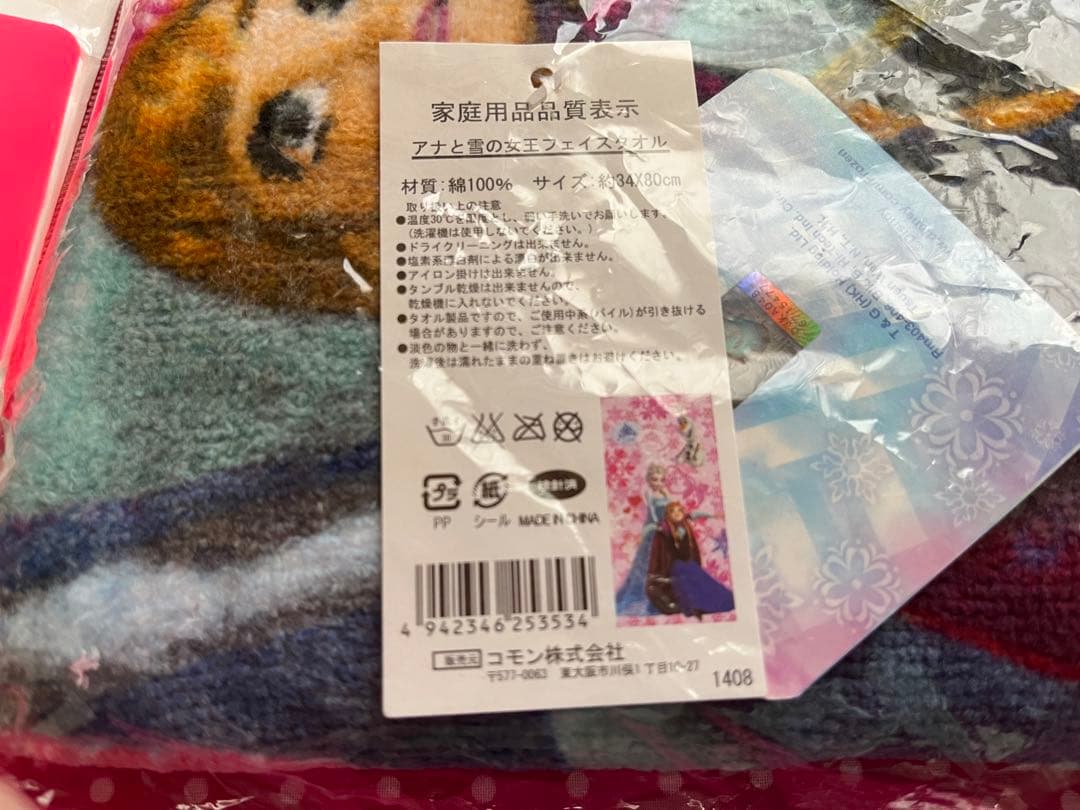 家庭用品品質表示
アナと雪の女王フェイスタオル
材質：綿100%　サイズ：約34X80cm
取り扱い上の注意
●温度30℃を限度とし、弱い手洗いでお願いします。
(洗濯機は使用しないでください。)
●ドライクリーニングは出来ません。
●塩素系漂白剤による漂白が出来ません。
●アイロン掛けは出来ません。
●タンブル乾燥は出来ませんので、
乾燥機に入れないでください。
●タオル製品ですので、ご使用中糸(パイル)が引き抜ける
場合がありますので、ご注意ください。
●淡色の物と一緒に洗わず、
洗濯後は濡れたままの重ね置きはお避けください。
プラ
紙
検針済
PP
シール
MADE IN CHINA
4 942346 253534
販売元 コモン株式会社
〒577-0063　東大阪市川俣1丁目10-27
1408
T & G (HK)